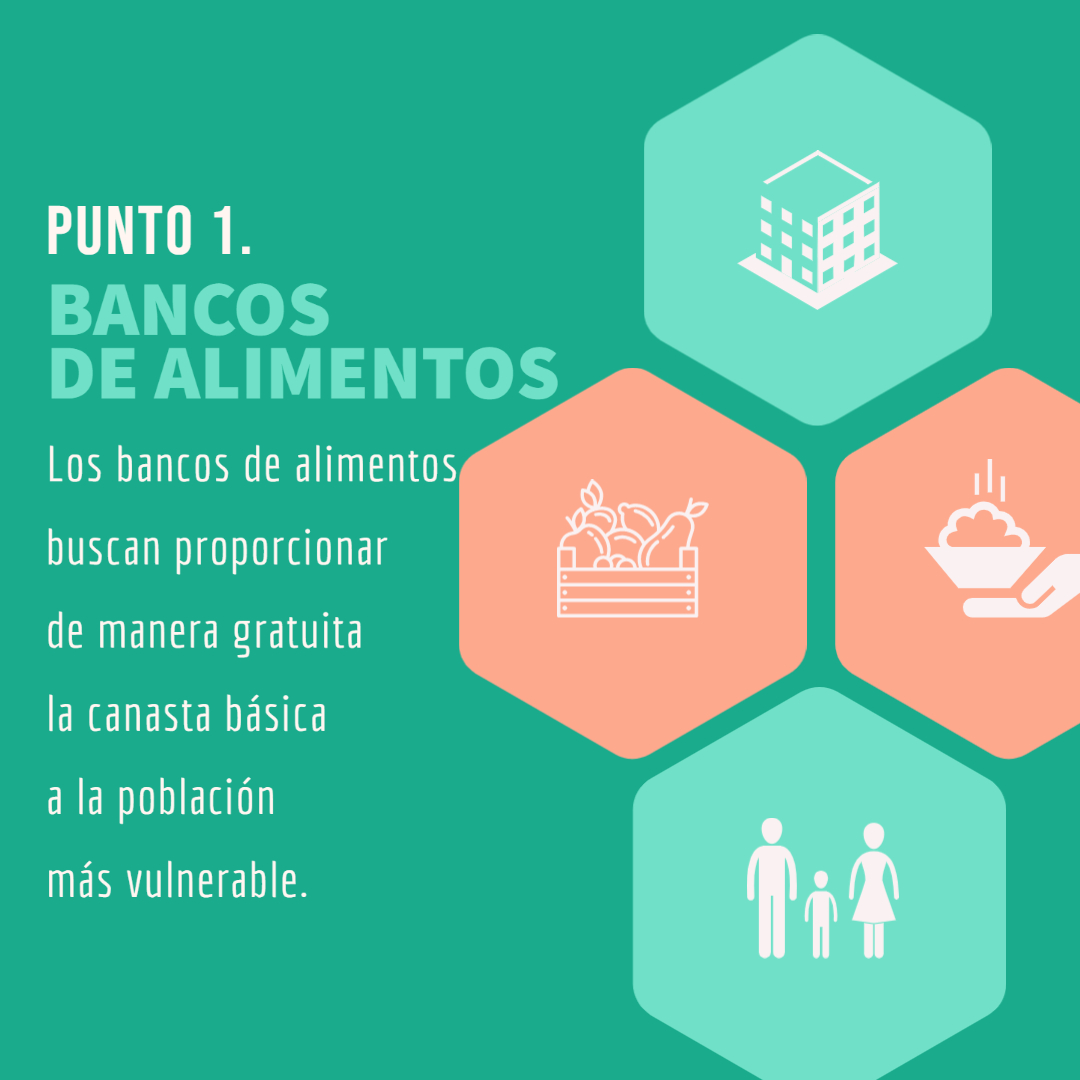 PUNTO 1.
BANCOS
DE ALIMENTOS
Los bancos de alimentos
buscan proporcionar
de manera gratuita
la canasta básica
a la población
más vulnerable.